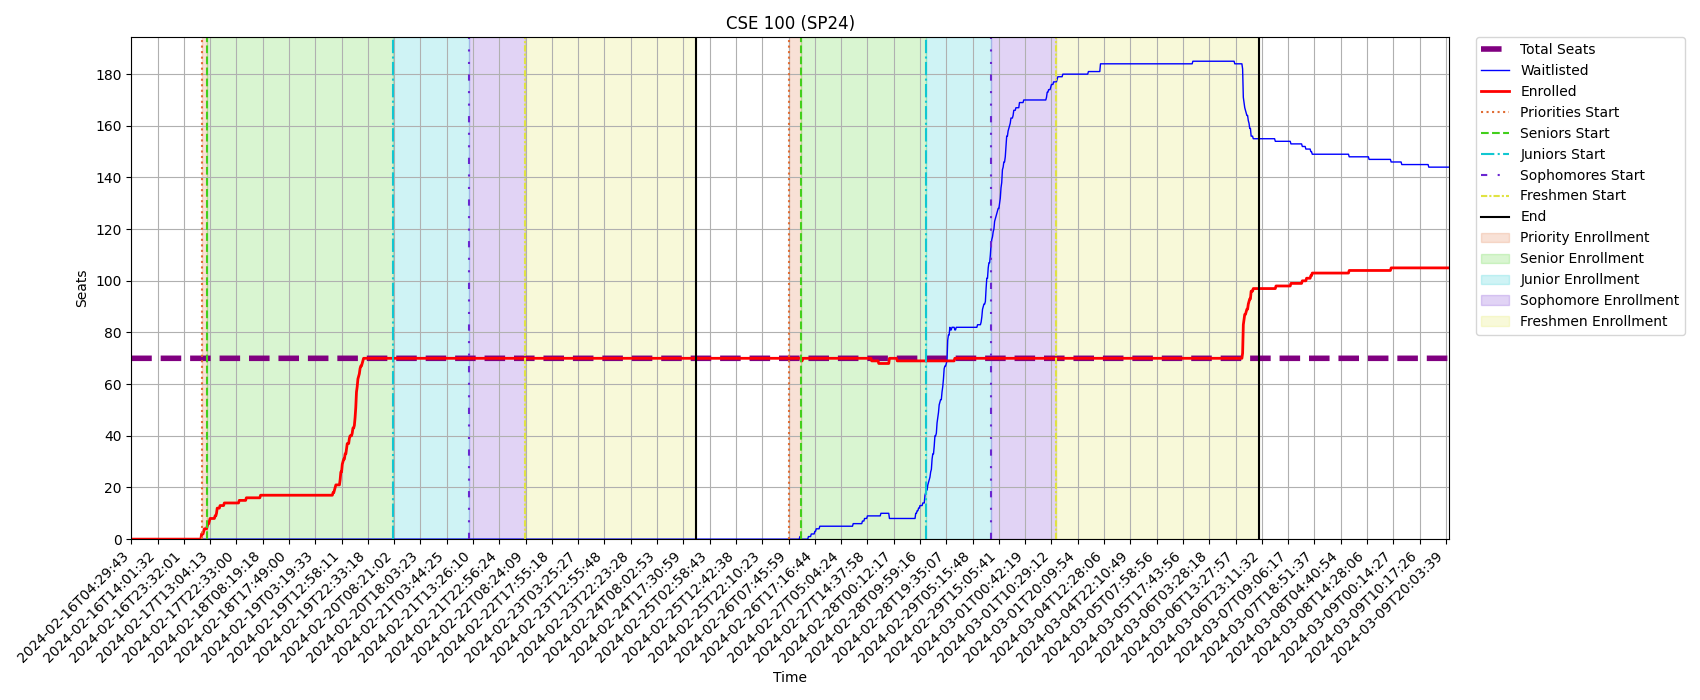 CSE 100 (SP24)
Seats
180
160
140
120
100
80
60
40
20
0
2024-02-16T04:29:43
2024-02-16T14:01:32
2024-02-16T23:32:01
2024-02-17T13:04:13
2024-02-17T22:33:00
2024-02-18T08:19:18
2024-02-18T17:49:00
2024-02-19T03:19:33
2024-02-19T12:58:11
2024-02-19T22:33:18
2024-02-20T08:21:02
2024-02-20T18:03:23
2024-02-21T03:44:25
2024-02-21T13:26:10
2024-02-21T22:56:24
2024-02-22T08:24:09
2024-02-22T17:55:18
2024-02-23T03:25:27
2024-02-23T12:55:48
2024-02-23T22:23:28
2024-02-24T08:02:53
2024-02-24T17:30:59
2024-02-25T02:58:43
2024-02-25T12:42:38
2024-02-25T22:10:23
2024-02-26T07:45:59
2024-02-26T17:16:44
2024-02-27T05:04:24
2024-02-27T14:37:58
2024-02-28T00:12:17
2024-02-28T09:59:16
2024-02-28T19:35:07
2024-02-29T05:15:48
2024-02-29T15:05:41
2024-03-01T00:42:19
2024-03-01T10:29:12
2024-03-01T20:09:54
2024-03-04T12:28:06
2024-03-04T22:10:49
2024-03-05T07:58:56
2024-03-05T17:43:56
2024-03-06T03:28:18
2024-03-06T13:27:57
2024-03-06T23:11:32
2024-03-07T09:06:17
2024-03-07T18:51:37
2024-03-08T04:40:54
2024-03-08T14:28:06
2024-03-09T00:14:27
2024-03-09T10:17:26
2024-03-09T20:03:39
Time
Total Seats
Waitlisted
Enrolled
Priorities Start
Seniors Start
Juniors Start
Sophomores Start
Freshmen Start
End
Priority Enrollment
Senior Enrollment
Junior Enrollment
Sophomore Enrollment
Freshmen Enrollment